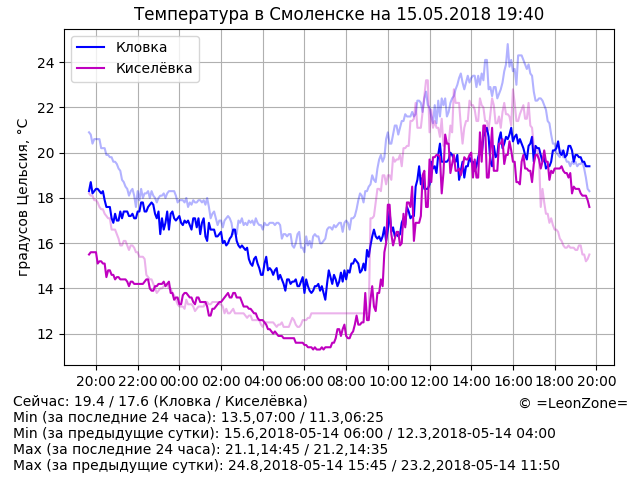 Температура в Смоленске на 15.05.2018 19:40
Кловка
Киселёвка
градусов Цельсия, °C
24
22
20
18
16
14
12
20:00 22:00 00:00 02:00 04:00 06:00 08:00 10:00 12:00 14:00 16:00 18:00 20:00
Сейчас: 19.4 / 17.6 (Кловка / Киселёвка)
© =LeonZone=
Min (за последние 24 часа): 13.5,07:00 / 11.3,06:25
Min (за предыдущие сутки): 15.6,2018-05-14 06:00 / 12.3,2018-05-14 04:00
Max (за последние 24 часа): 21.1,14:45 / 21.2,14:35
Max (за предыдущие сутки): 24.8,2018-05-14 15:45 / 23.2,2018-05-14 11:50